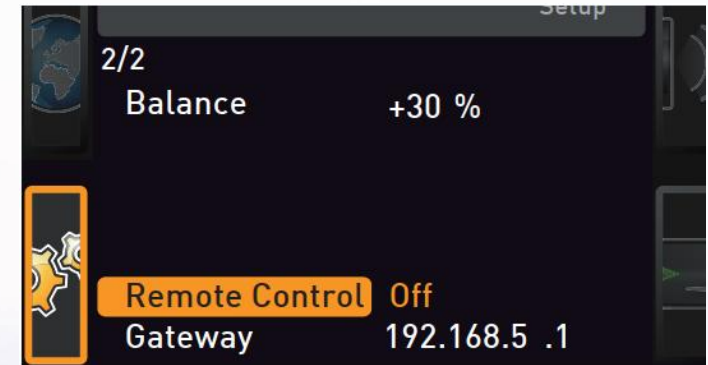 Setup
2/2
Balance +30 %
Remote Control Off
Gateway 192.168.5 .1